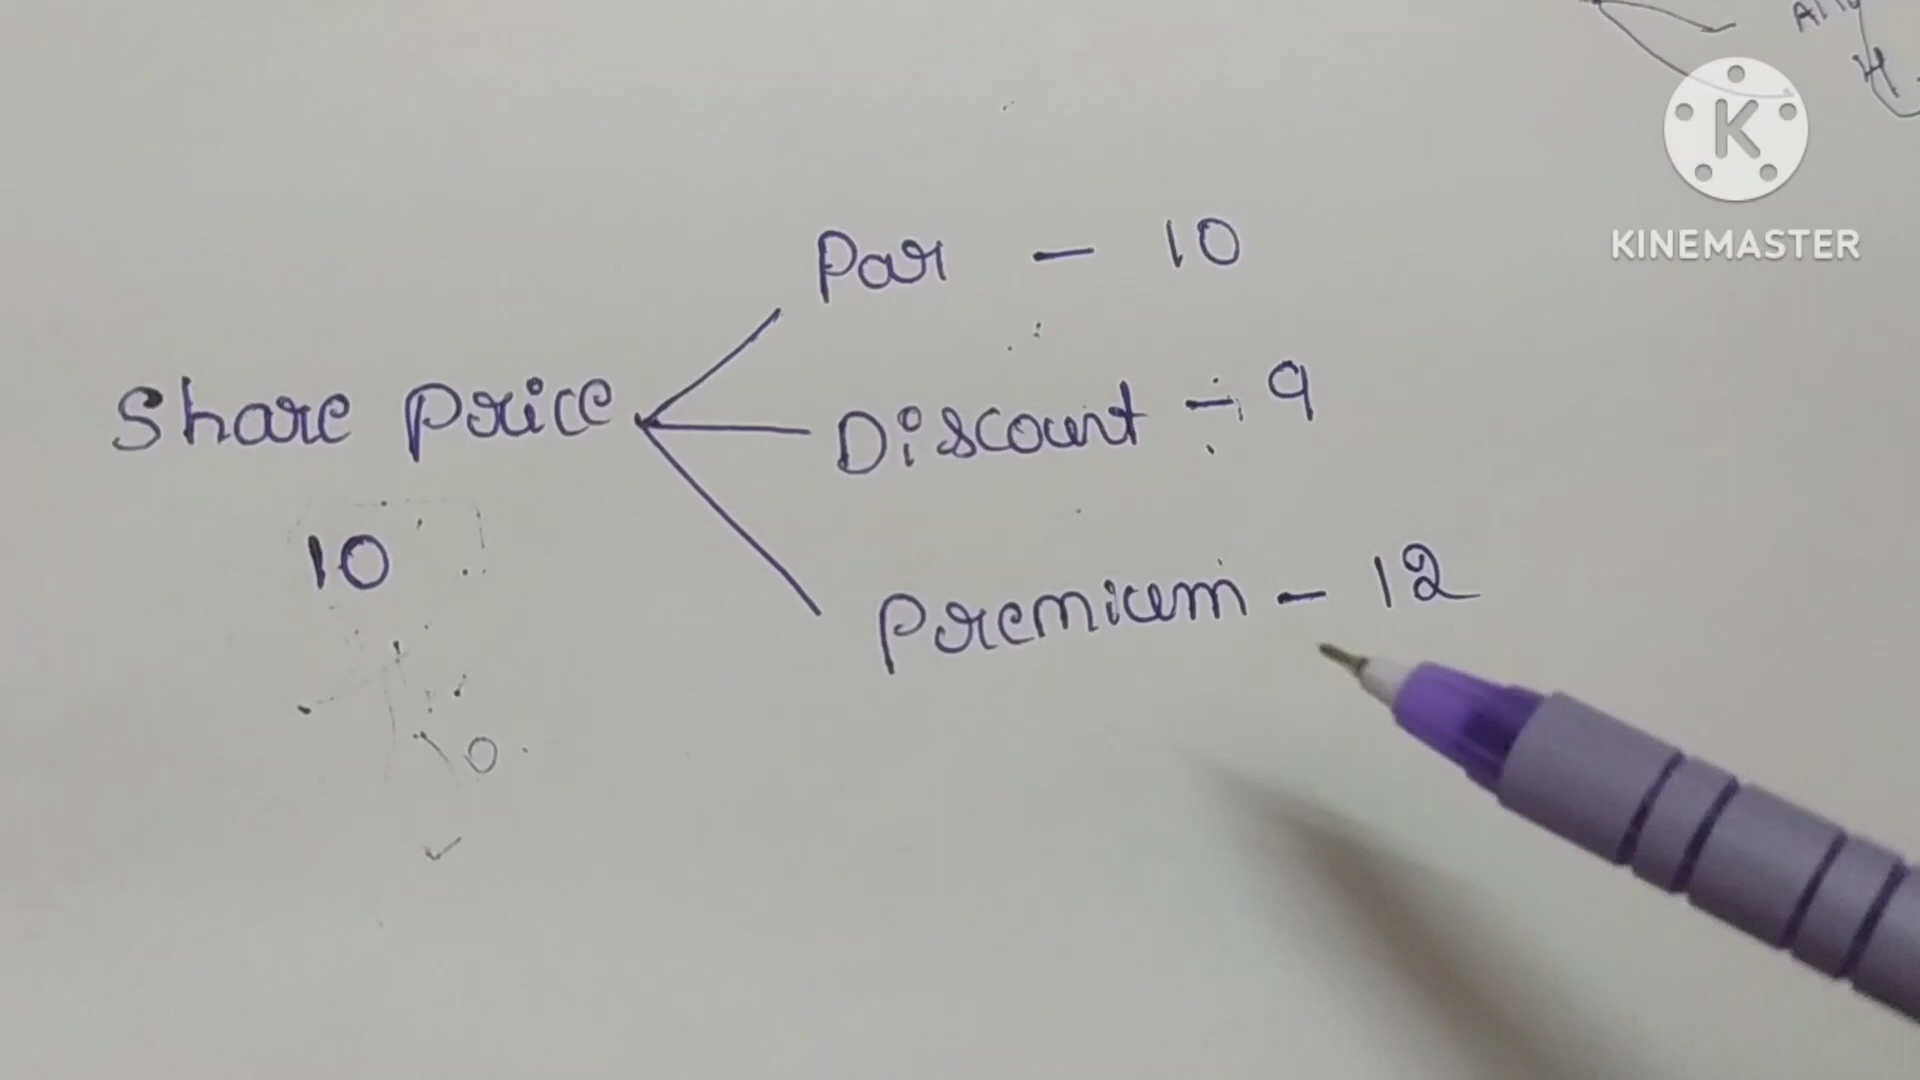 Par - 10
Share price
Discount - 9
10
Premium - 12
K
KINEMASTER